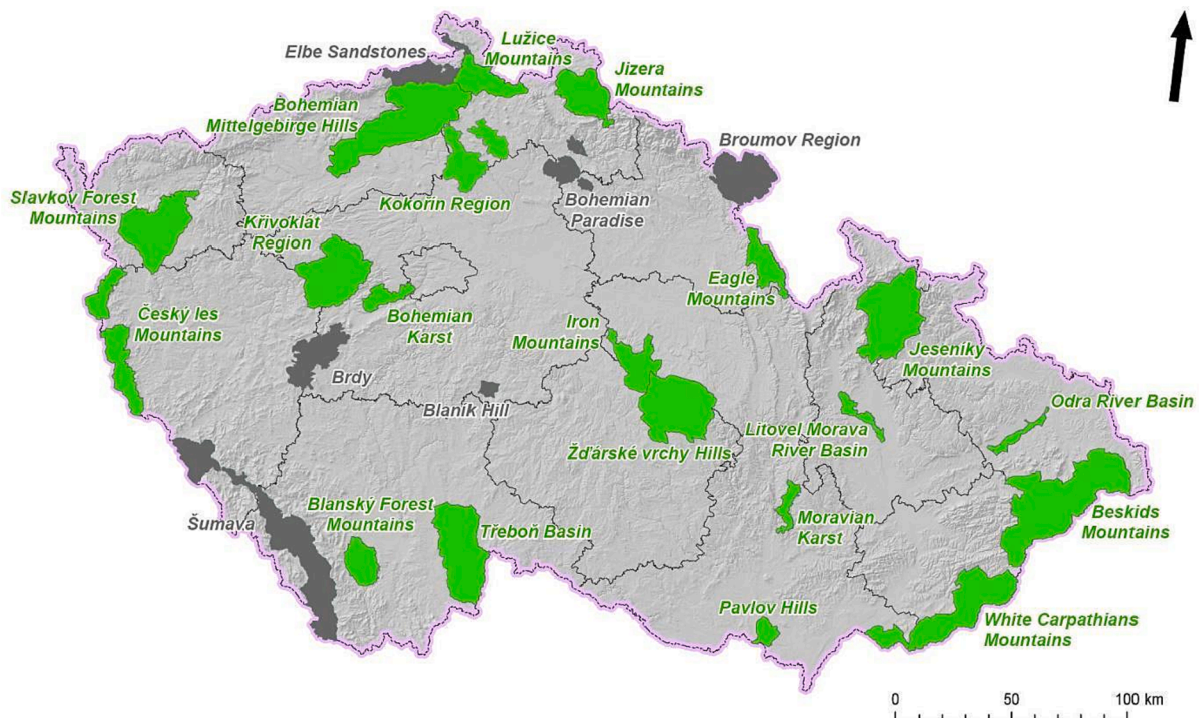 Elbe Sandstones
Lužice
Mountains
Jizera
Mountains
Bohemian
Mittelgebirge Hills
Broumov Region
Slavkov Forest
Mountains
Kokořín Region
Bohemian
Paradise
Křivoklát
Region
Eagle
Mountains
Český les
Mountains
Bohemian
Karst
Iron
Mountains
Jeseníky
Mountains
Brdy
Blaník Hill
Odra River Basin
Litovel Morava
River Basin
Žďárské vrchy Hills
Šumava
Blanský Forest
Mountains
Třeboň Basin
Moravian
Karst
Beskids
Mountains
Pavlov Hills
White Carpathians
Mountains
0 50 100 km